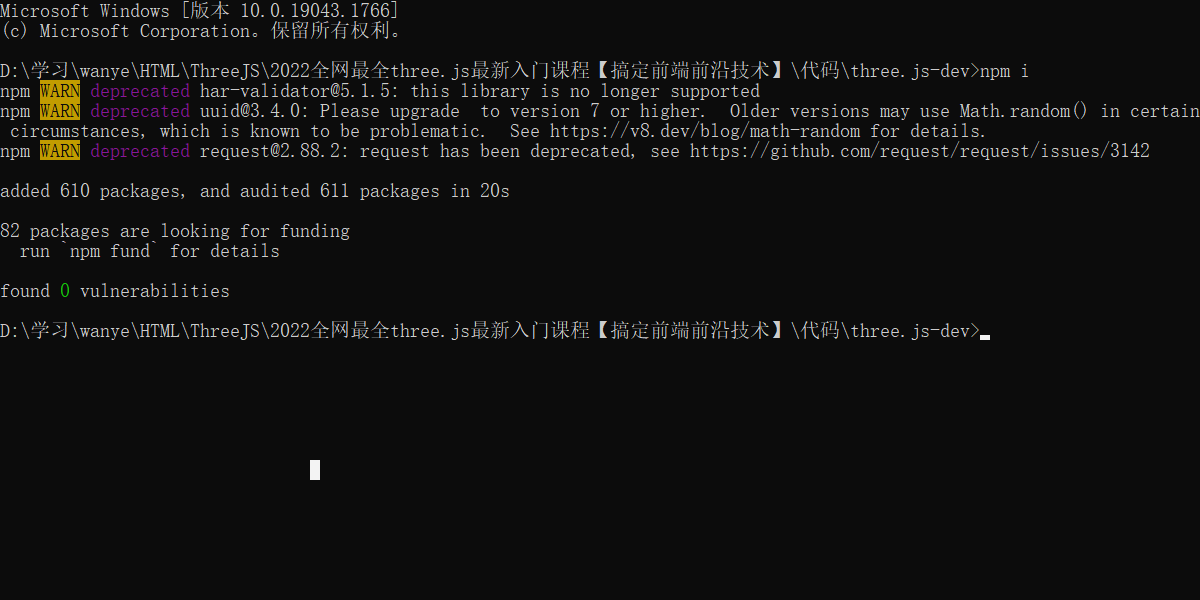 Microsoft Windows [版本 10.0.19043.1766]
(c) Microsoft Corporation。保留所有权利。
D:\学习\wanye\HTML\ThreeJS\2022全网最全three.js最新入门课程【搞定前端前沿技术】\代码\three.js-dev>npm i
npm WARN deprecated har-validator@5.1.5: this library is no longer supported
npm WARN deprecated uuid@3.4.0: Please upgrade  to version 7 or higher.  Older versions may use Math.random() in certain
 circumstances, which is known to be problematic.  See https://v8.dev/blog/math-random for details.
npm WARN deprecated request@2.88.2: request has been deprecated, see https://github.com/request/request/issues/3142
added 610 packages, and audited 611 packages in 20s
82 packages are looking for funding
  run `npm fund` for details
found 0 vulnerabilities
D:\学习\wanye\HTML\ThreeJS\2022全网最全three.js最新入门课程【搞定前端前沿技术】\代码\three.js-dev>